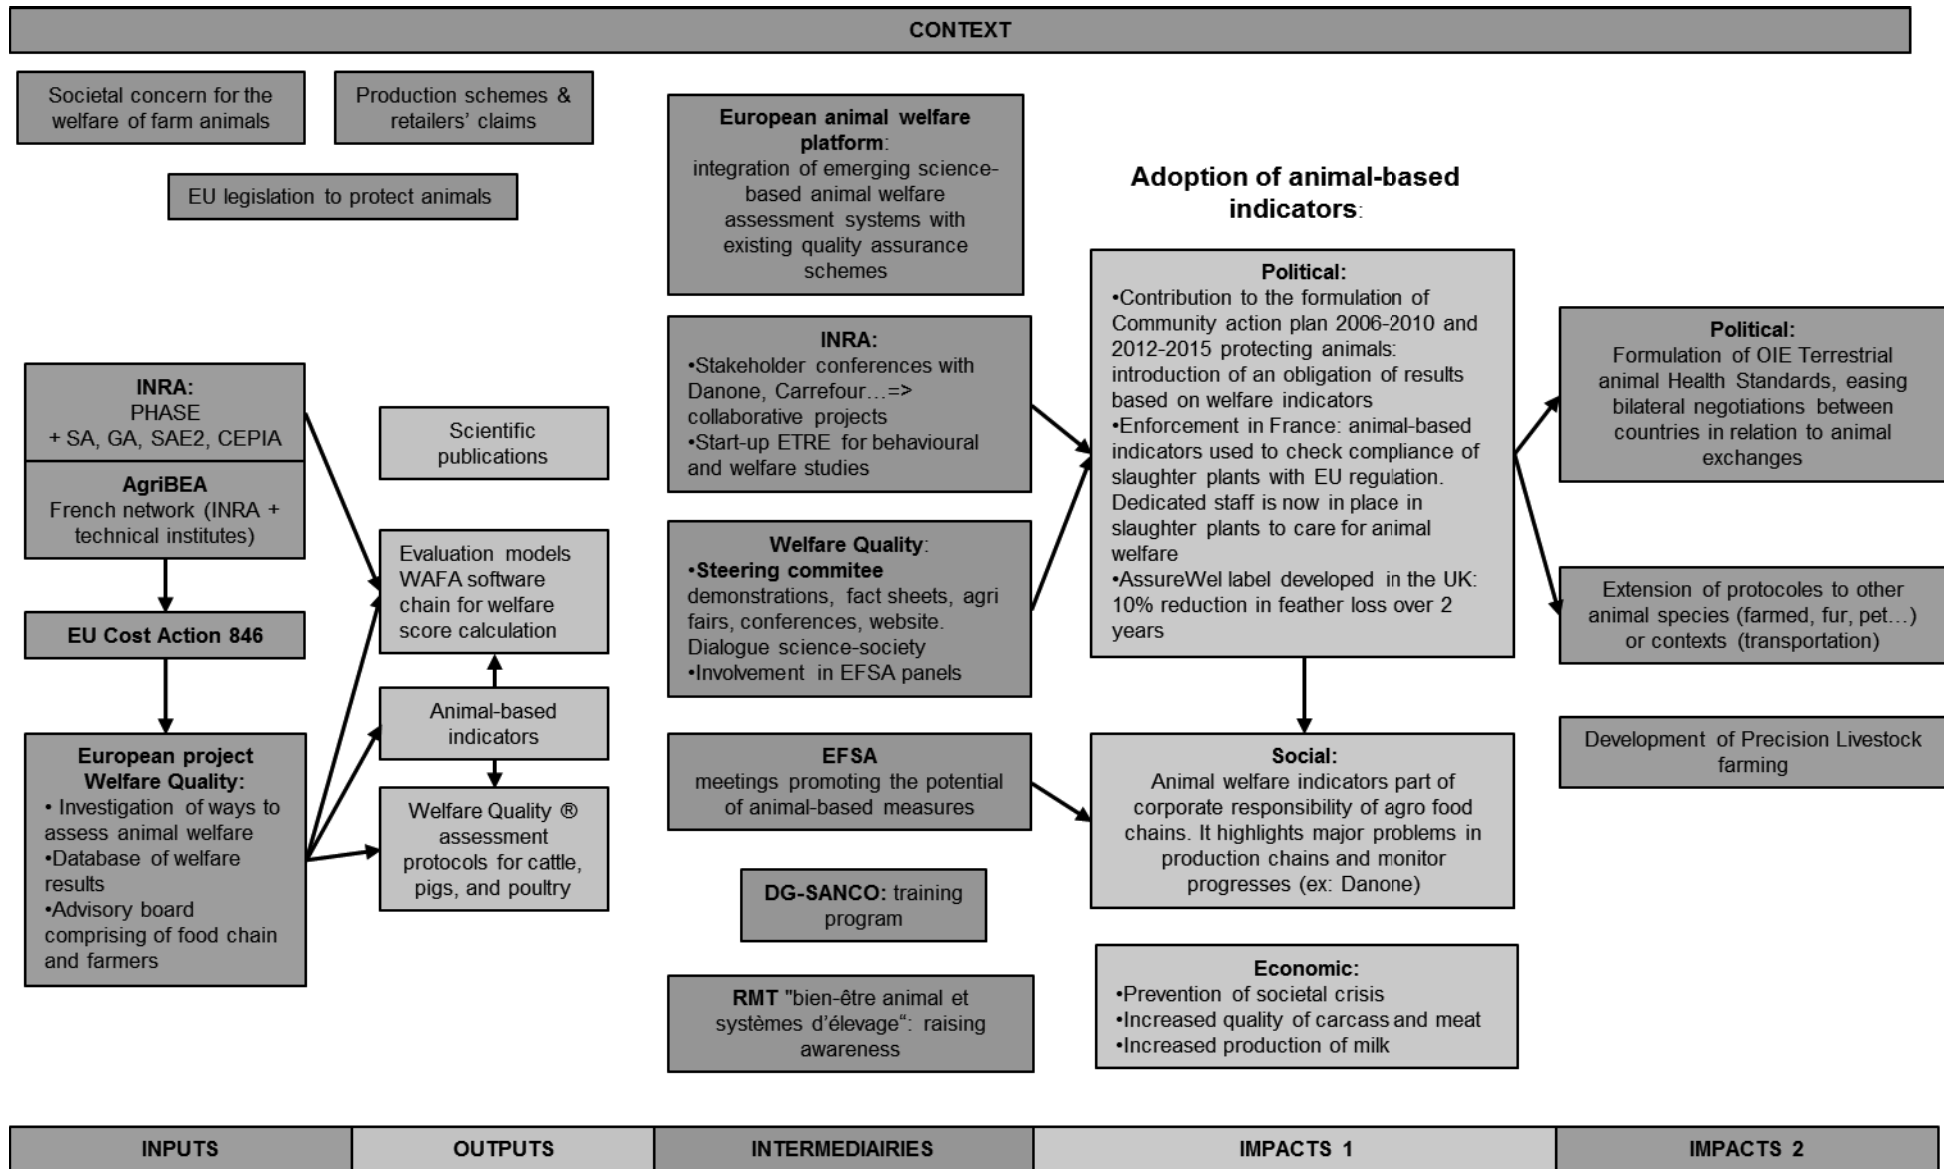 CONTEXT
Societal concern for the
welfare of farm animals
Production schemes &
retailers' claims
EU legislation to protect animals
INRA:
PHASE
+ SA, GA, SAE2, CEPIA
AgriBEA
French network (INRA +
technical institutes)
EU Cost Action 846
European project
Welfare Quality:
• Investigation of ways to
assess animal welfare
•Database of welfare
results
•Advisory board
comprising of food chain
and farmers
Scientific
publications
Evaluation models
WAFA software
chain for welfare
score calculation
Animal-based
indicators
Welfare Quality ®
assessment
protocols for cattle,
pigs, and poultry
European animal welfare
platform:
integration of emerging science-
based animal welfare
assessment systems with
existing quality assurance
schemes
INRA:
•Stakeholder conferences with
Danone, Carrefour…=>
collaborative projects
•Start-up ETRE for behavioural
and welfare studies
Welfare Quality:
•Steering commitee
demonstrations, fact sheets, agri
fairs, conferences, website.
Dialogue science-society
•Involvement in EFSA panels
EFSA
meetings promoting the potential
of animal-based measures
DG-SANCO: training
program
RMT "bien-être animal et
systèmes d'élevage“: raising
awareness
Adoption of animal-based
indicators:
Political:
•Contribution to the formulation of
Community action plan 2006-2010 and
2012-2015 protecting animals:
introduction of an obligation of results
based on welfare indicators
•Enforcement in France: animal-based
indicators used to check compliance of
slaughter plants with EU regulation.
Dedicated staff is now in place in
slaughter plants to care for animal
welfare
•AssureWel label developed in the UK:
10% reduction in feather loss over 2
years
Social:
Animal welfare indicators part of
corporate responsibility of agro food
chains. It highlights major problems in
production chains and monitor
progresses (ex: Danone)
Economic:
•Prevention of societal crisis
•Increased quality of carcass and meat
•Increased production of milk
Political:
Formulation of OIE Terrestrial
animal Health Standards, easing
bilateral negotiations between
countries in relation to animal
exchanges
Extension of protocoles to other
animal species (farmed, fur, pet…)
or contexts (transportation)
Development of Precision Livestock
farming
INPUTS
OUTPUTS
INTERMEDIAIRIES
IMPACTS 1
IMPACTS 2